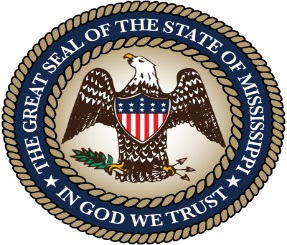 THE GREAT SEAL OF THE STATE OF MISSISSIPPI
IN GOD WE TRUST